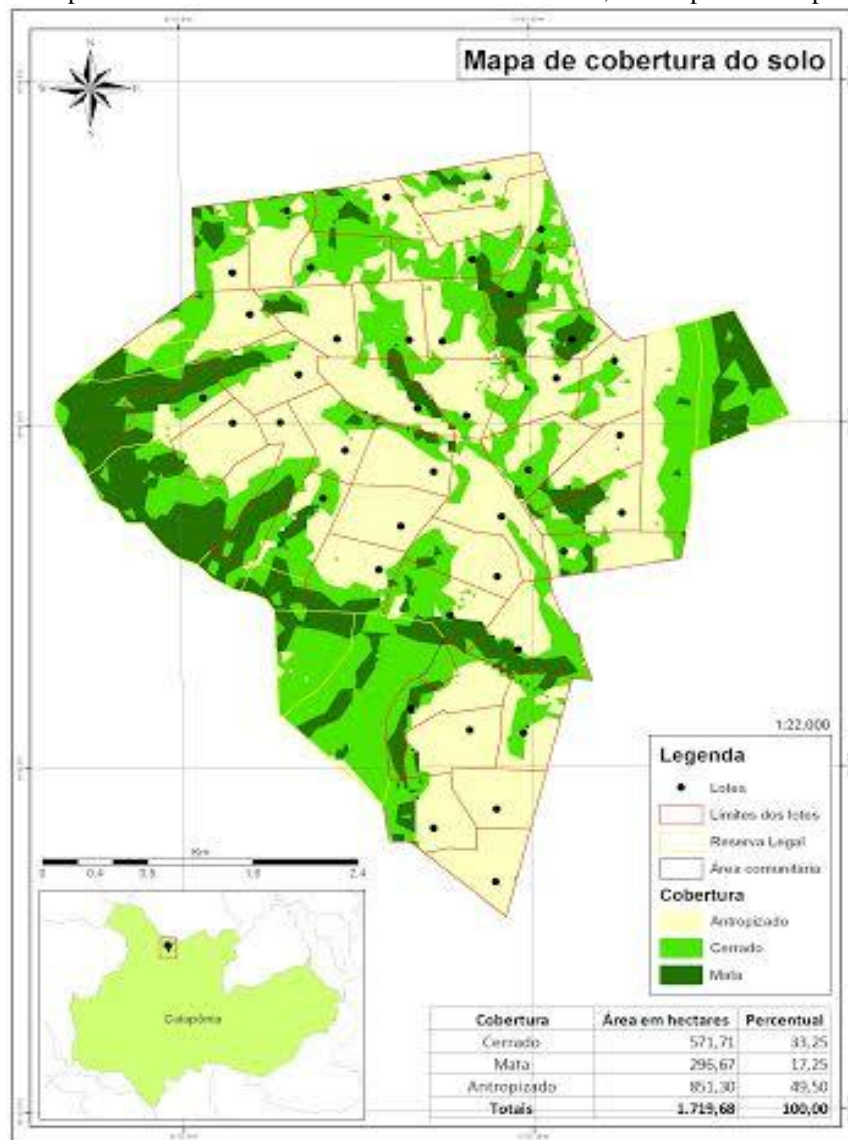 Mapa de cobertura do solo
N
S
1:22.000
Legenda
Lotes
Limites dos lotes
Reserva Legal
Área comunitária
Cobertura
Antropizado
Cerrado
Mata
Km
0 0.4 0.8 1.6 2.4
Caiapônia
Cobertura Área em hectares Percentual
Cerrado 571,71 33,25
Mata 296,67 17,25
Antropizado 851,30 49,50
Totais 1.719,68 100,00